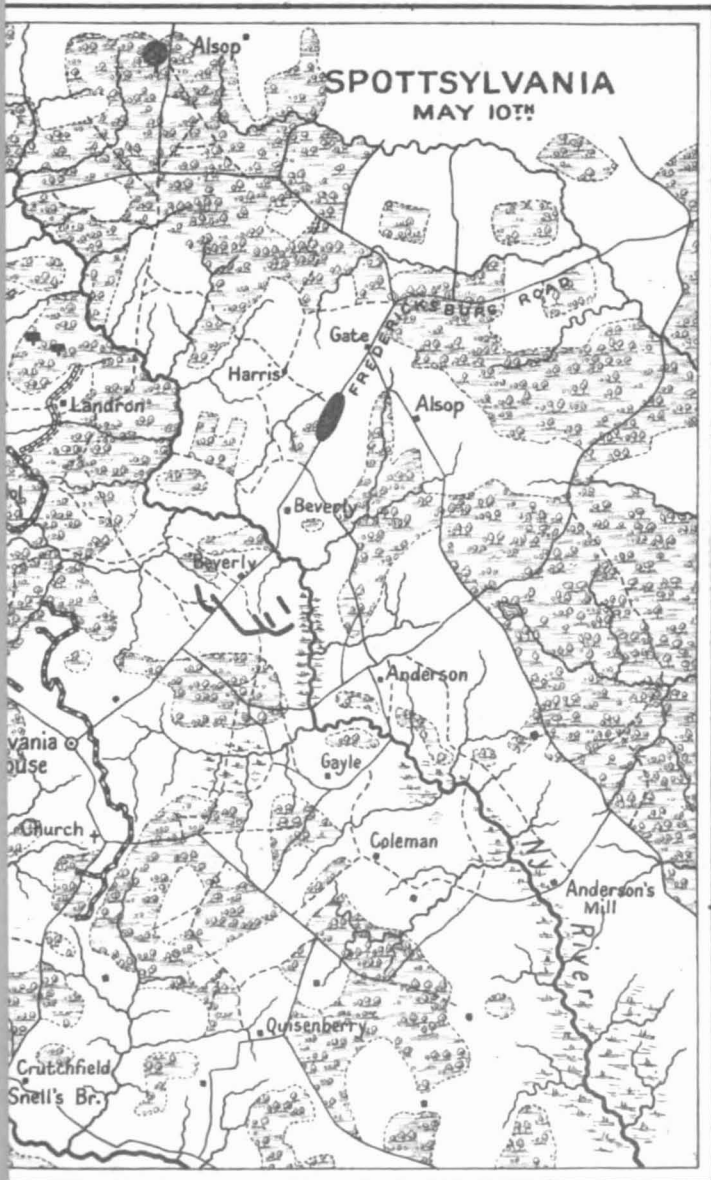 Alsop
SPOTTSYLVANIA
MAY 10TH
FREDERICKSBURG ROAD
Gate
Harris
Landron
Alsop
ol
Beverly
Beverly
Anderson
vania
ouse
Gayle
Church
Coleman
Ny River
Anderson's
Mill
Quisenberry
Crutchfield
Snell's Br.